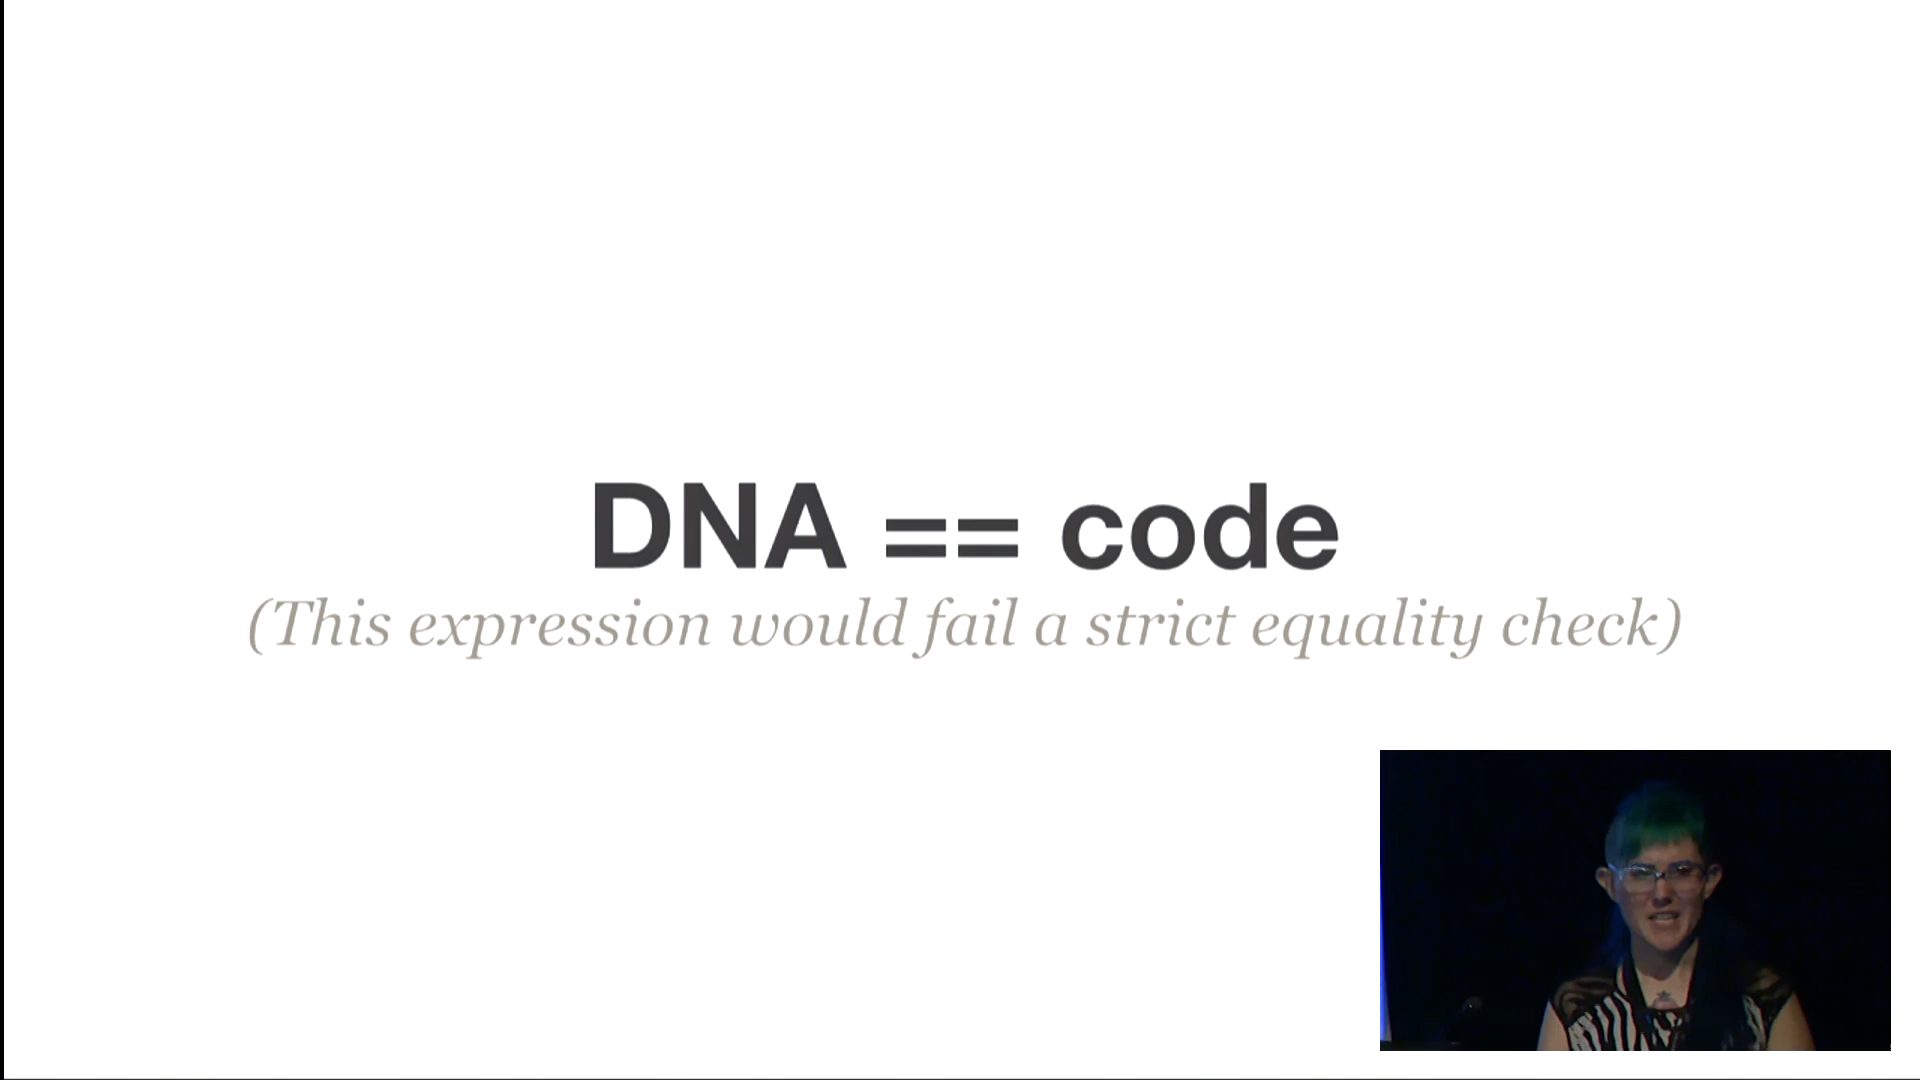 DNA == code
(This expression would fail a strict equality check)